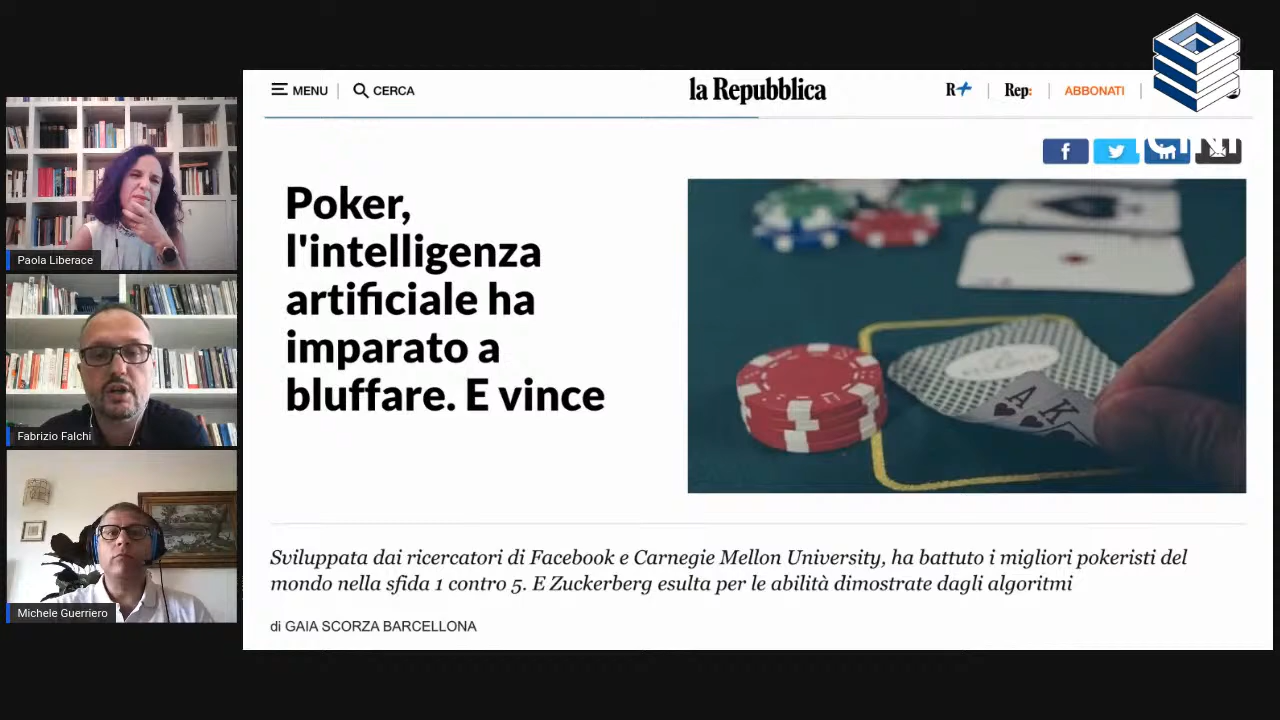 MENU
CERCA
la Repubblica
R+
Rep:
ABBONATI
Paola Liberace
Fabrizio Falchi
Michele Guerriero
Poker,
l'intelligenza
artificiale ha
imparato a
bluffare. E vince
A K
Sviluppata dai ricercatori di Facebook e Carnegie Mellon University, ha battuto i migliori pokeristi del
mondo nella sfida 1 contro 5. E Zuckerberg esulta per le abilità dimostrate dagli algoritmi
di GAIA SCORZA BARCELLONA